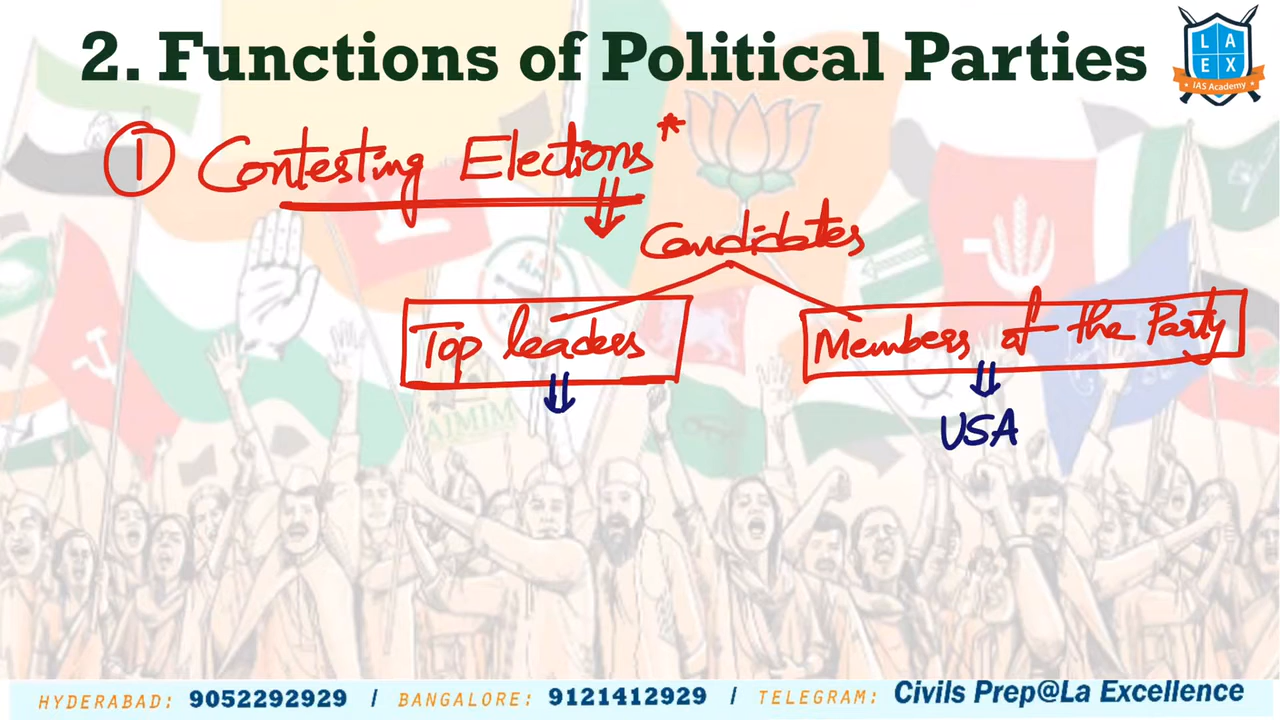 2. Functions of Political Parties
L A
E X
IAS Academy
① Contesting Elections*
Candidates
Top leaders
Members of the Party
USA
AIMIM
HYDERABAD: 9052292929 / BANGALORE: 9121412929 / TELEGRAM: Civils Prep@La Excellence